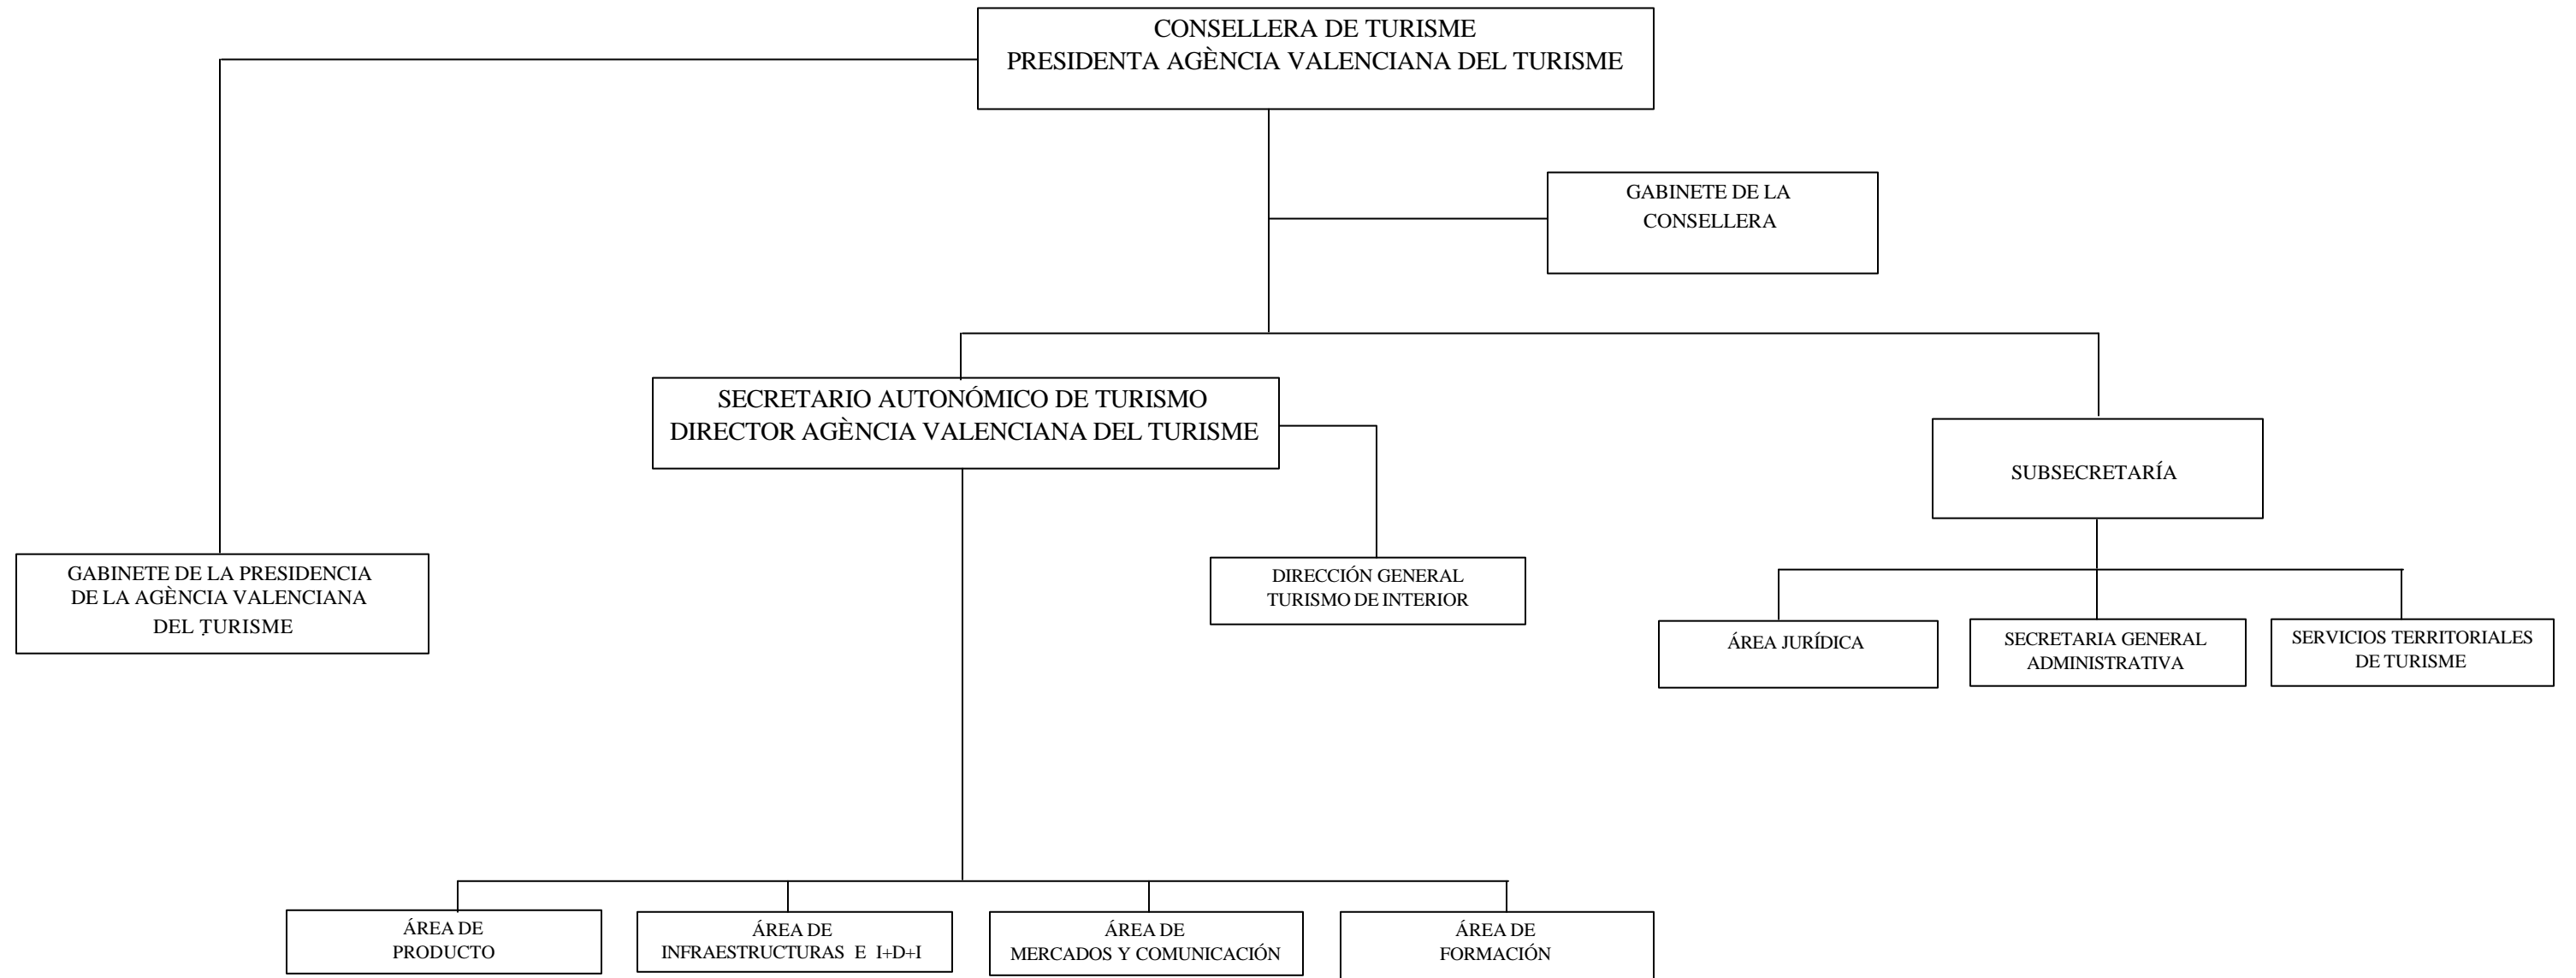 CONSELLERA DE TURISME
PRESIDENTA AGÈNCIA VALENCIANA DEL TURISME
GABINETE DE LA
CONSELLERA
SECRETARIO AUTONÓMICO DE TURISMO
DIRECTOR AGÈNCIA VALENCIANA DEL TURISME
SUBSECRETARÍA
GABINETE DE LA PRESIDENCIA
DE LA AGÈNCIA VALENCIANA
DEL TURISME
.
DIRECCIÓN GENERAL
TURISMO DE INTERIOR
ÁREA JURÍDICA
SECRETARIA GENERAL
ADMINISTRATIVA
SERVICIOS TERRITORIALES
DE TURISME
ÁREA DE
PRODUCTO
ÁREA DE
INFRAESTRUCTURAS E I+D+I
ÁREA DE
MERCADOS Y COMUNICACIÓN
ÁREA DE
FORMACIÓN